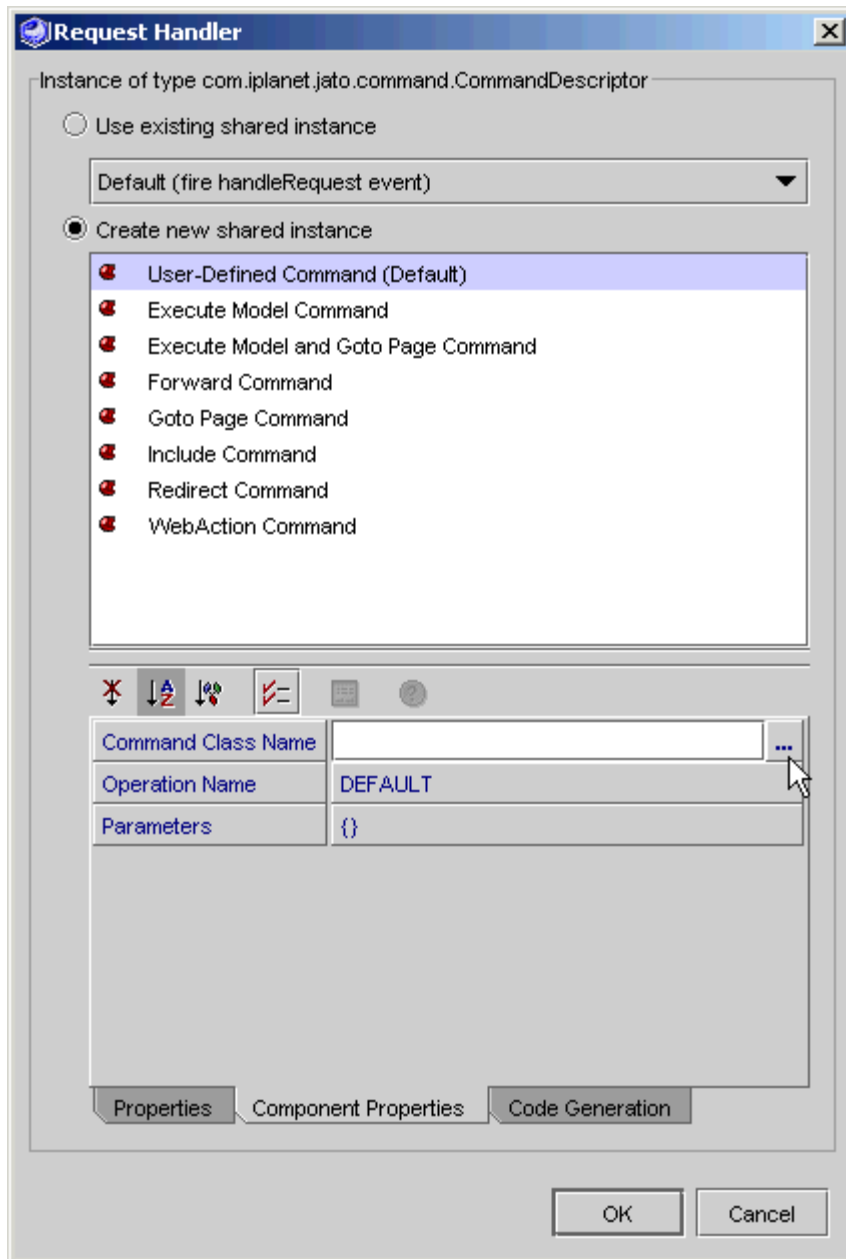 Request Handler
Instance of type com.iplanet.jato.command.CommandDescriptor
Use existing shared instance
Default (fire handleRequest event)
Create new shared instance
User-Defined Command (Default)
Execute Model Command
Execute Model and Goto Page Command
Forward Command
Goto Page Command
Include Command
Redirect Command
WebAction Command
Command Class Name ...
Operation Name DEFAULT
Parameters {}
Properties Component Properties Code Generation
OK Cancel